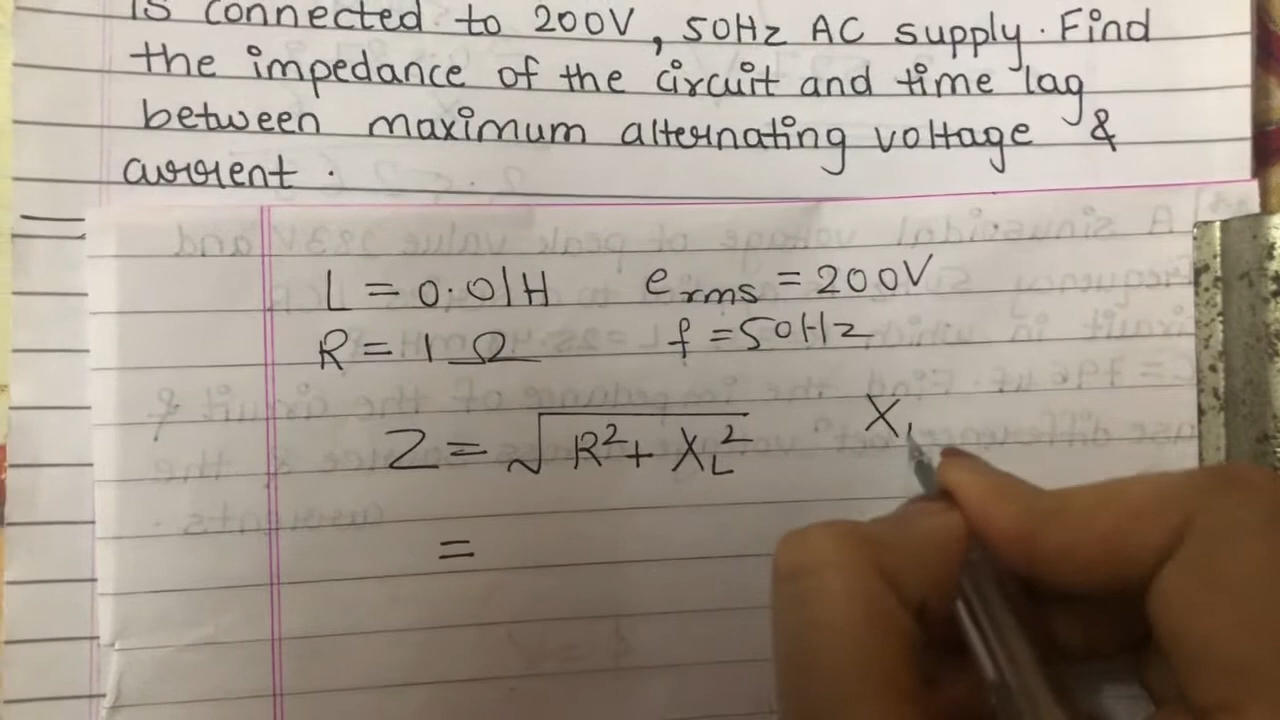 is connected to 200V, 50Hz AC supply. Find
the impedance of the circuit and time lag
between maximum alternating voltage &
current.
L = 0.01H e rms = 200V
R = 1 Ω f = 50Hz
Z = √R² + X_L² X
=